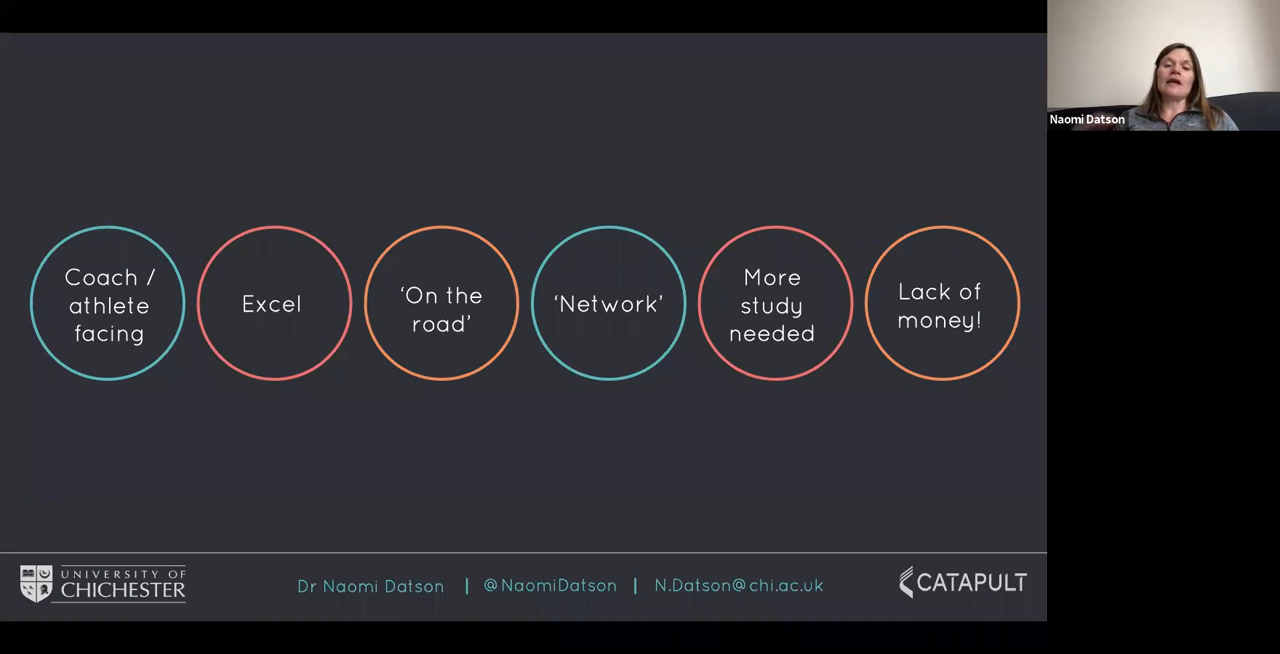 Coach /
athlete
facing
Excel
‘On the
road’
‘Network’
More
study
needed
Lack of
money!
Naomi Datson
UNIVERSITY OF
CHICHESTER
Dr Naomi Datson | @NaomiDatson | N.Datson@chi.ac.uk
CATAPULT